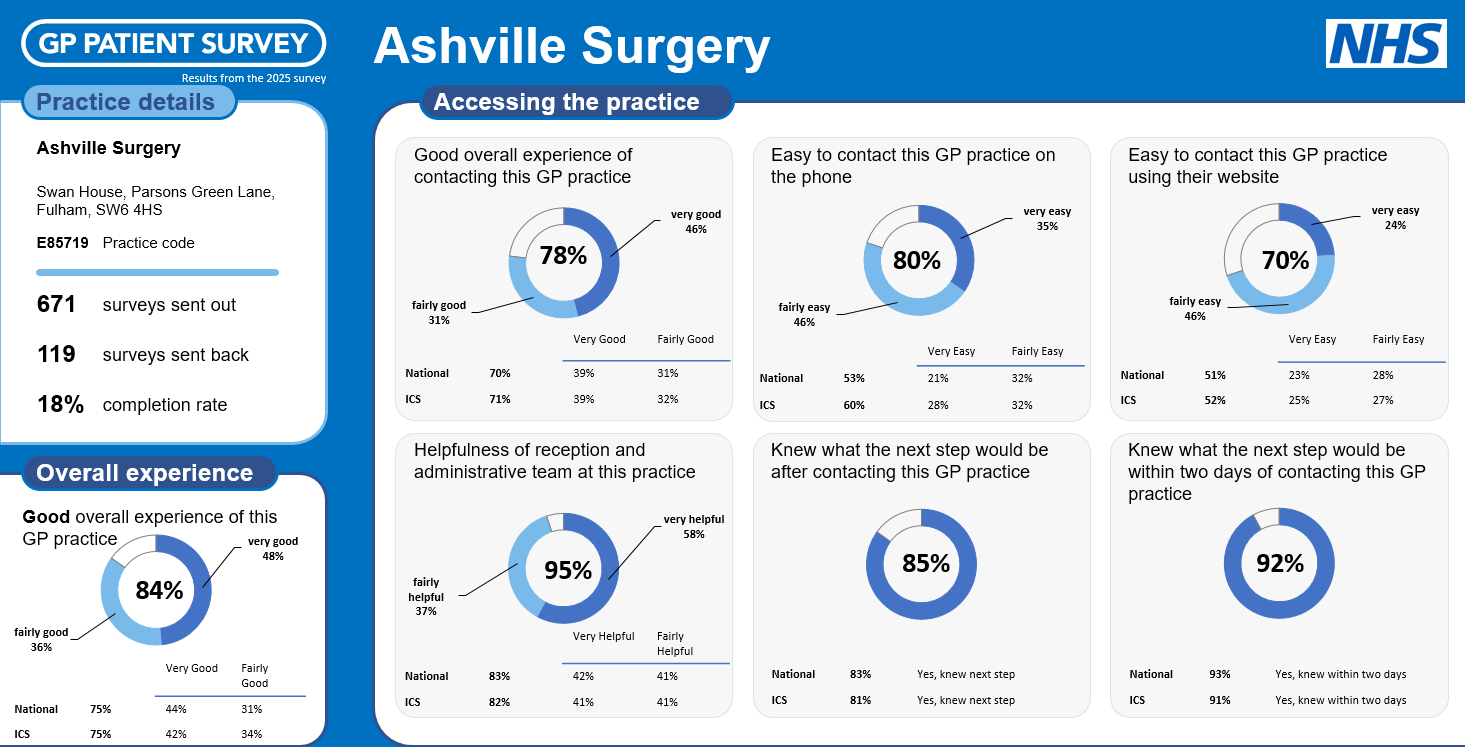 GP PATIENT SURVEY
Results from the 2025 survey
Ashville Surgery
NHS
Practice details
Ashville Surgery
Swan House, Parsons Green Lane,
Fulham, SW6 4HS
E85719 Practice code
671 surveys sent out
119 surveys sent back
18% completion rate
Overall experience
Good overall experience of this
GP practice
very good
48%
84%
fairly good
36%
Very Good Fairly
Good
National 75% 44% 31%
ICS 75% 42% 34%
Accessing the practice
Good overall experience of
contacting this GP practice
very good
46%
78%
fairly good
31%
Very Good Fairly Good
National 70% 39% 31%
ICS 71% 39% 32%
Easy to contact this GP practice on
the phone
very easy
35%
80%
fairly easy
46%
Very Easy Fairly Easy
National 53% 21% 32%
ICS 60% 28% 32%
Easy to contact this GP practice
using their website
very easy
24%
70%
fairly easy
46%
Very Easy Fairly Easy
National 51% 23% 28%
ICS 52% 25% 27%
Helpfulness of reception and
administrative team at this practice
very helpful
58%
95%
fairly
helpful
37%
Very Helpful Fairly
Helpful
National 83% 42% 41%
ICS 82% 41% 41%
Knew what the next step would be
after contacting this GP practice
85%
National 83% Yes, knew next step
ICS 81% Yes, knew next step
Knew what the next step would be
within two days of contacting this GP
practice
92%
National 93% Yes, knew within two days
ICS 91% Yes, knew within two days